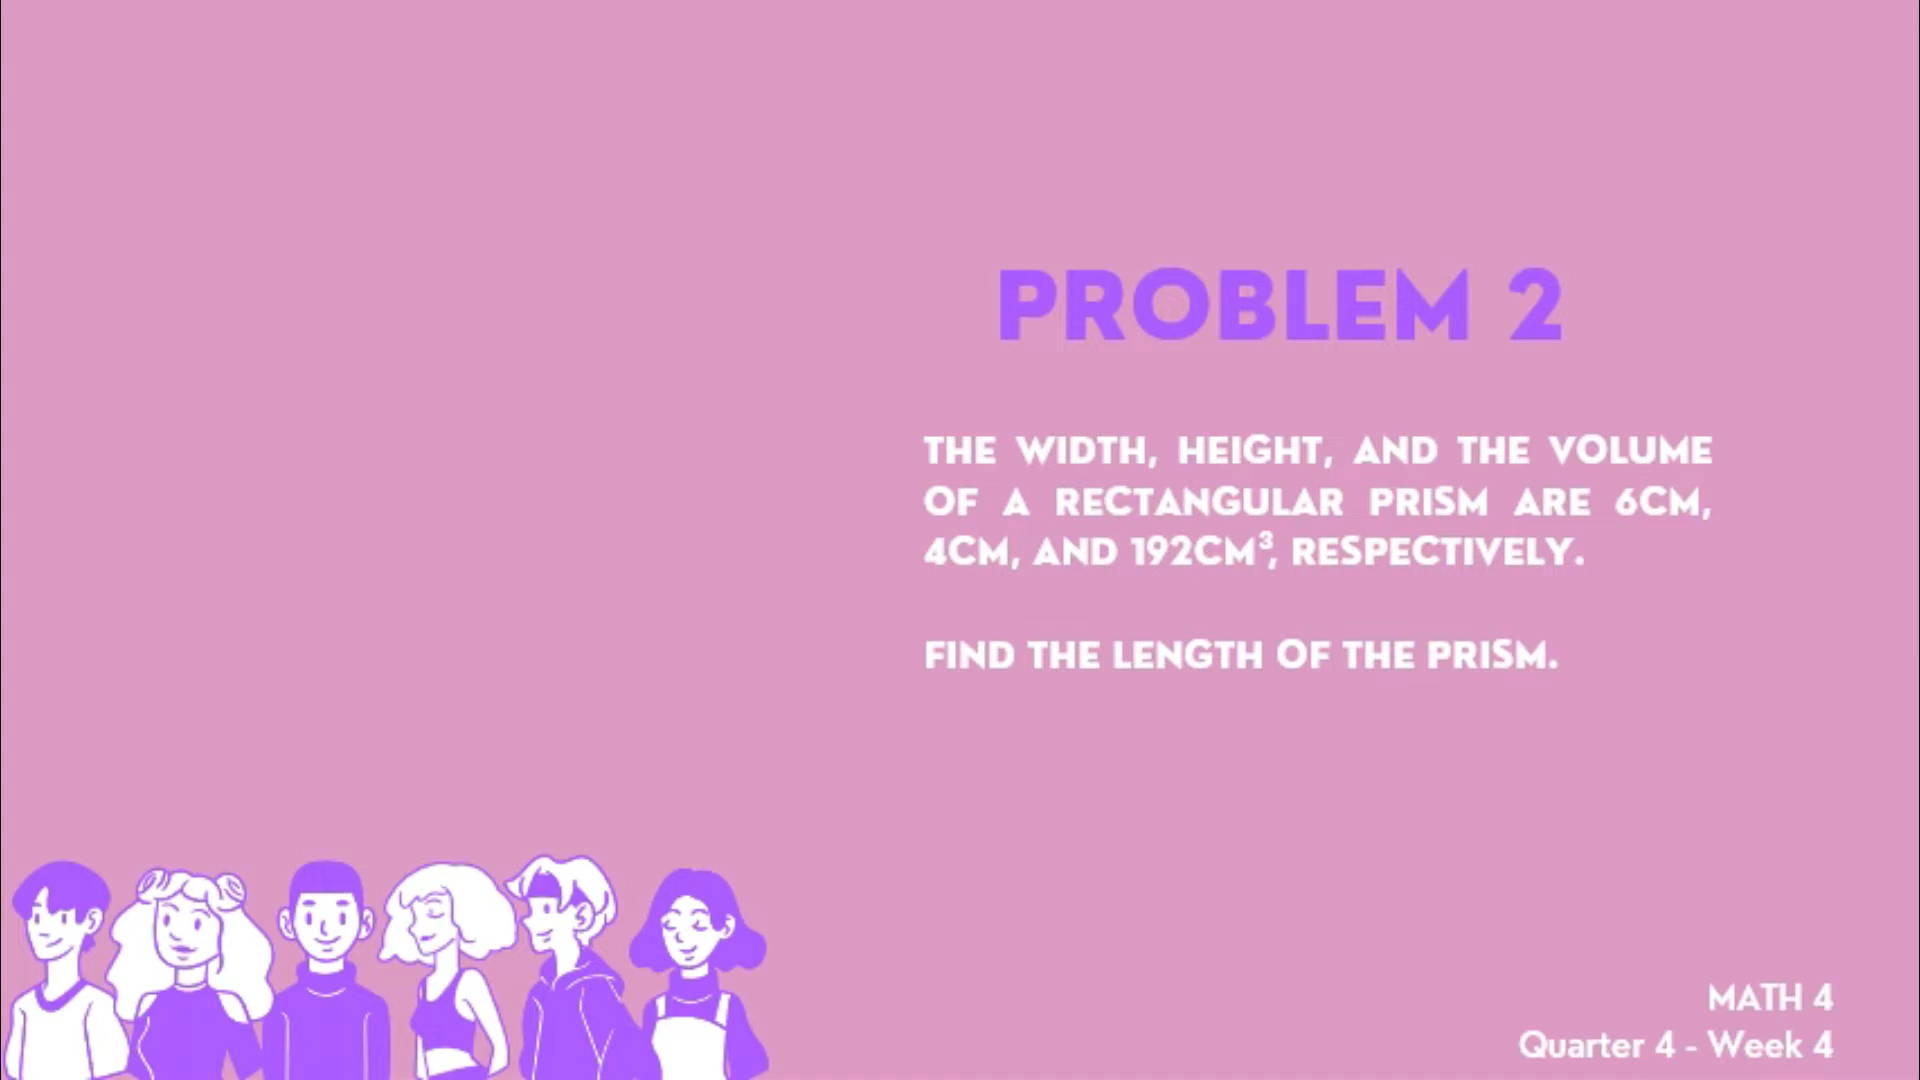 PROBLEM 2
THE WIDTH, HEIGHT, AND THE VOLUME
OF A RECTANGULAR PRISM ARE 6CM,
4CM, AND 192CM³, RESPECTIVELY.
FIND THE LENGTH OF THE PRISM.
MATH 4
Quarter 4 - Week 4